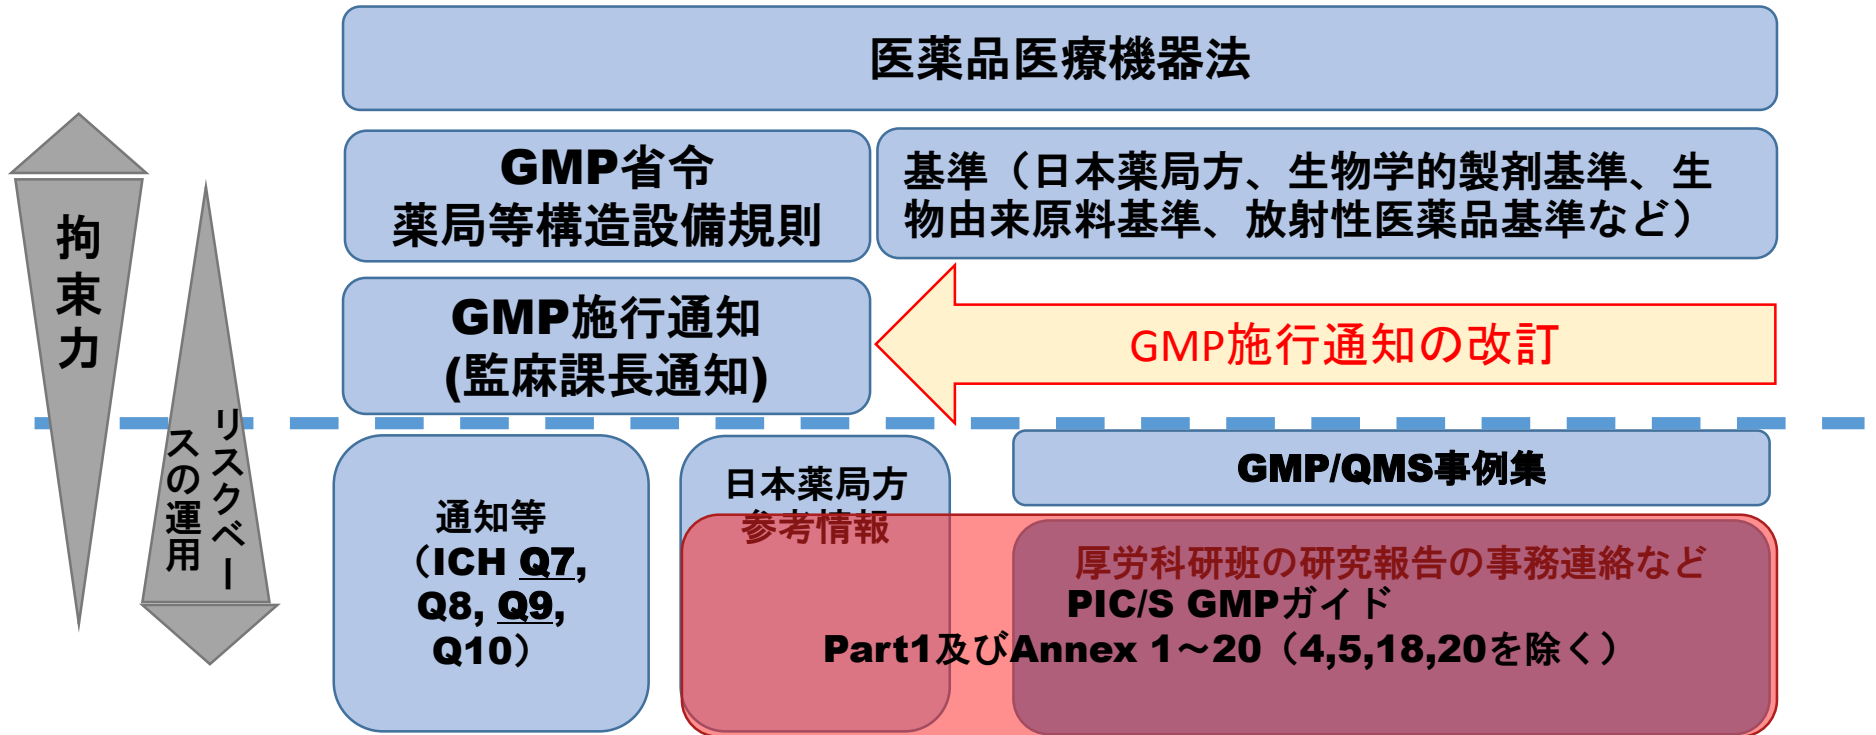 医薬品医療機器法
GMP省令
薬局等構造設備規則
基準（日本薬局方、生物学的製剤基準、生
物由来原料基準、放射性医薬品基準など）
拘束力
GMP施行通知
(監麻課長通知)
GMP施行通知の改訂
リスクベー
スの運用
通知等
（ICH Q7,
Q8, Q9,
Q10）
日本薬局方
参考情報
GMP/QMS事例集
厚労科研班の研究報告の事務連絡など
PIC/S GMPガイド
Part1及びAnnex 1～20（4,5,18,20を除く）